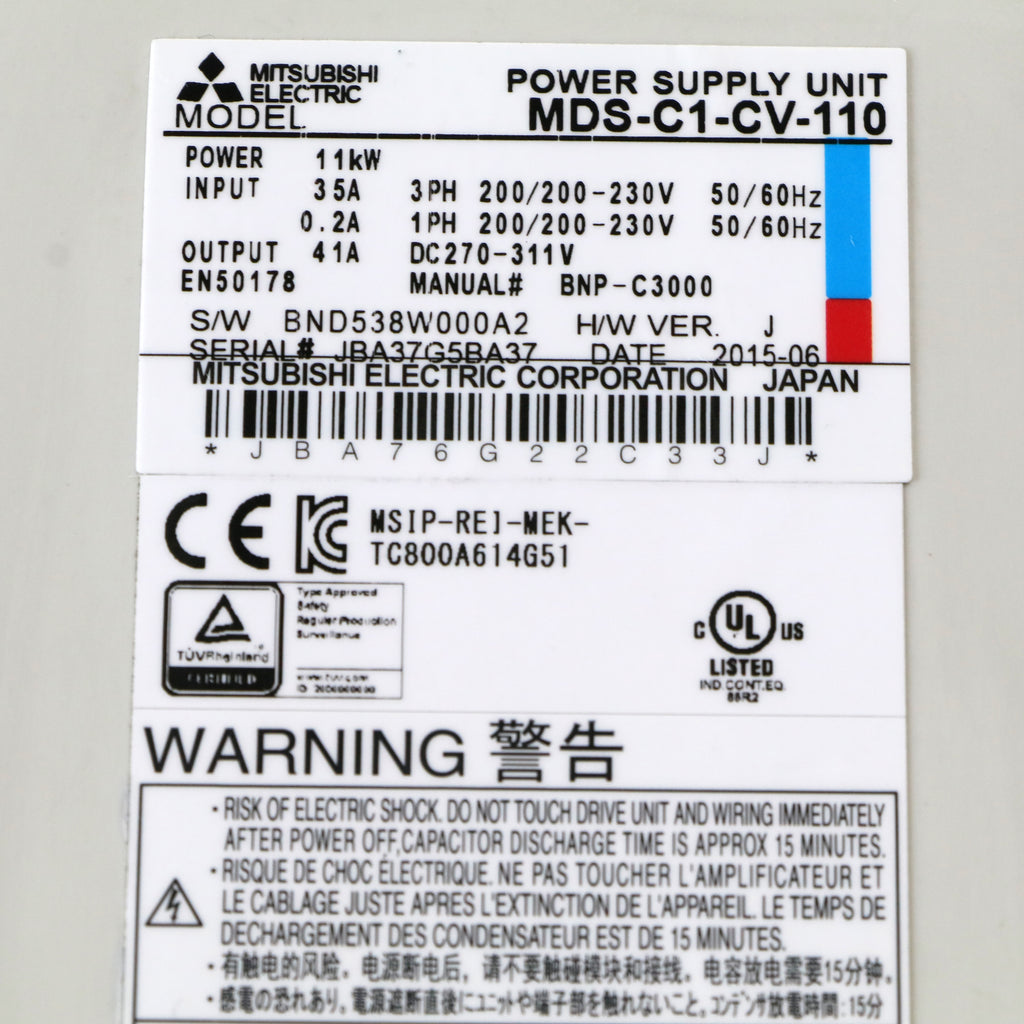 MITSUBISHI
ELECTRIC
POWER SUPPLY UNIT
MODEL MDS-C1-CV-110
POWER 11kW
INPUT 35A 3PH 200/200-230V 50/60Hz
0.2A 1PH 200/200-230V 50/60Hz
OUTPUT 41A DC270-311V
EN50178 MANUAL# BNP-C3000
S/W BND538W000A2 H/W VER. J
SERIAL# JBA37G5BA37 DATE 2015-06
MITSUBISHI ELECTRIC CORPORATION JAPAN
*JBA76G22C33J*
CE
MSIP-REI-MEK-
TC800A614G51
Type Approved
Safety
Regular Production
Surveillance
TÜVRheinland
CERTIFIED
www.tuv.com
C UL US
LISTED
IND.CONT.EQ.
88R2
WARNING 警告
・RISK OF ELECTRIC SHOCK. DO NOT TOUCH DRIVE UNIT AND WIRING IMMEDIATELY
AFTER POWER OFF,CAPACITOR DISCHARGE TIME IS APPROX 15 MINUTES.
・RISQUE DE CHOC ÉLECTRIQUE. NE PAS TOUCHER L'AMPLIFICATEUR ET
LE CABLAGE JUSTE APRES L'EXTINCTION DE L'APPAREIL. LE TEMPS DE
DECHARGEMENT DES CONDENSATEUR EST DE 15 MINUTES.
・有触电的风险。电源断电后，请不要触碰模块和接线，电容放电需要15分钟。
・感電の恐れあり。電源遮断直後にユニットや端子部を触れないこと。コンデンサ放電時間:15分